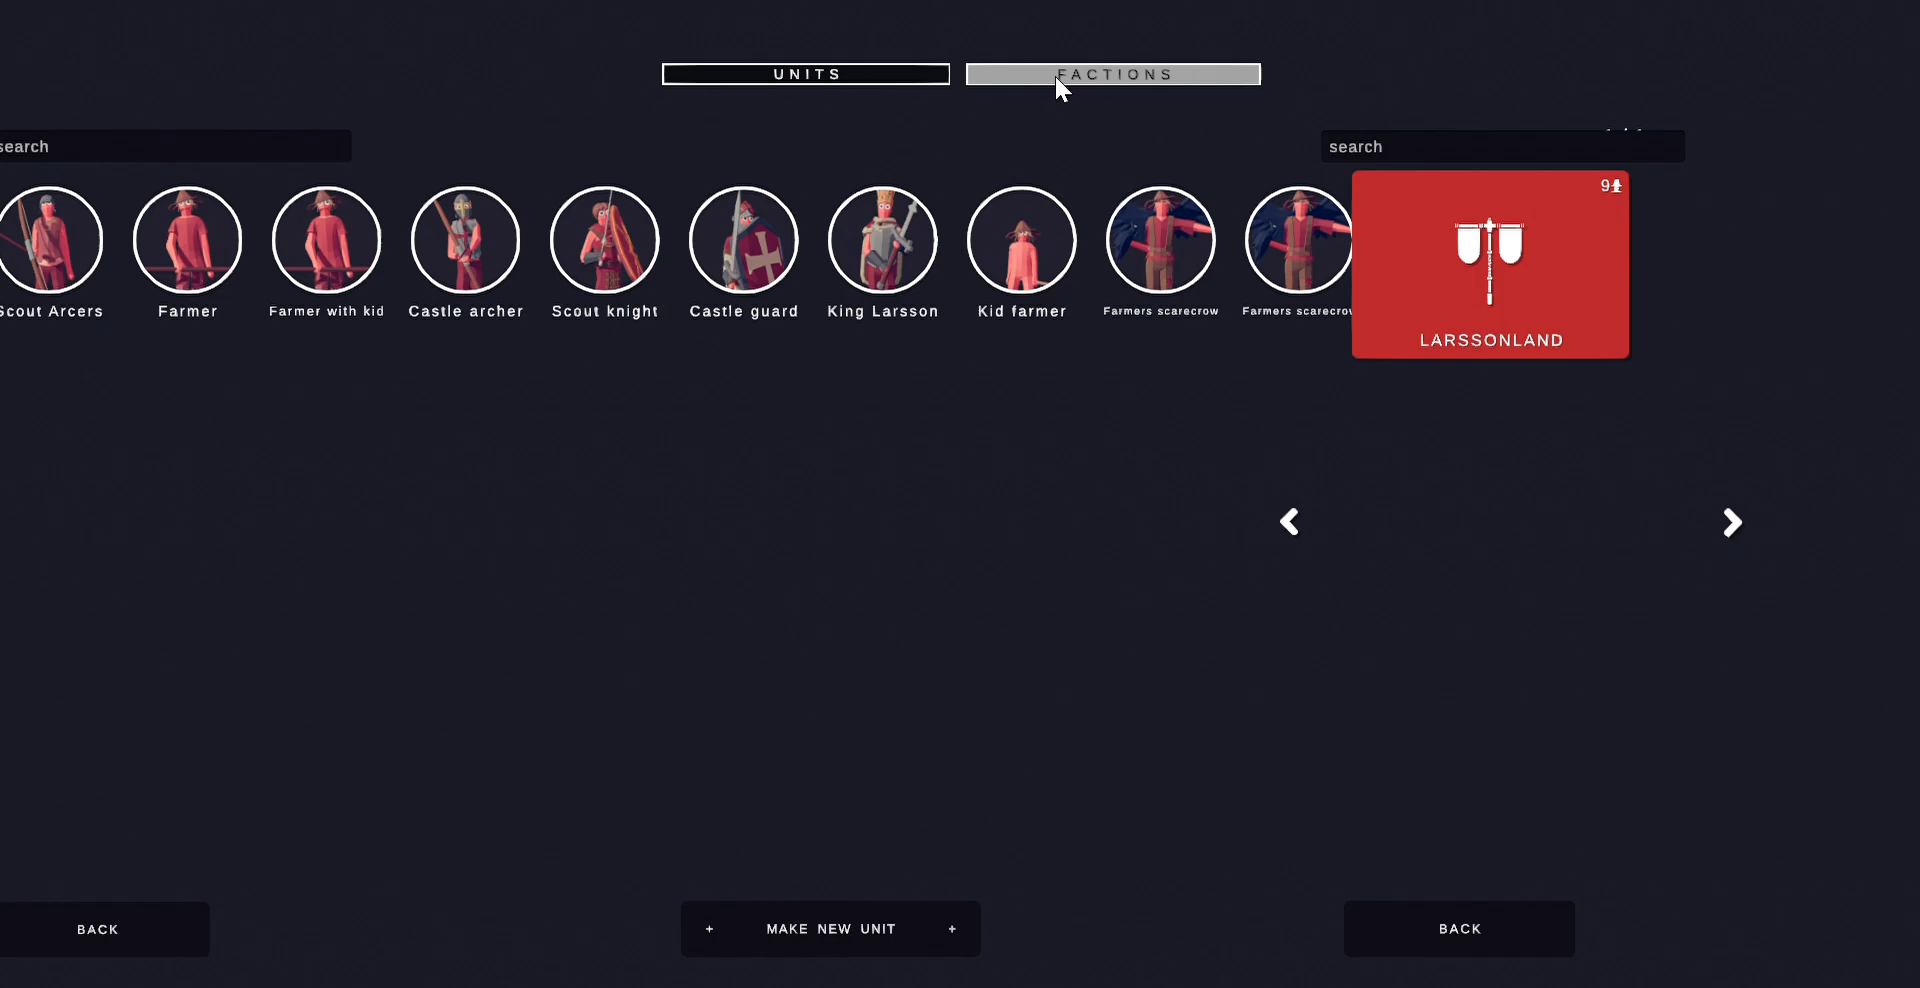 UNITS
FACTIONS
search
search
9
Scout Arcers
Farmer
Farmer with kid
Castle archer
Scout knight
Castle guard
King Larsson
Kid farmer
Farmers scarecrow
Farmers scarecrow
LARSSONLAND
BACK
+ MAKE NEW UNIT +
BACK